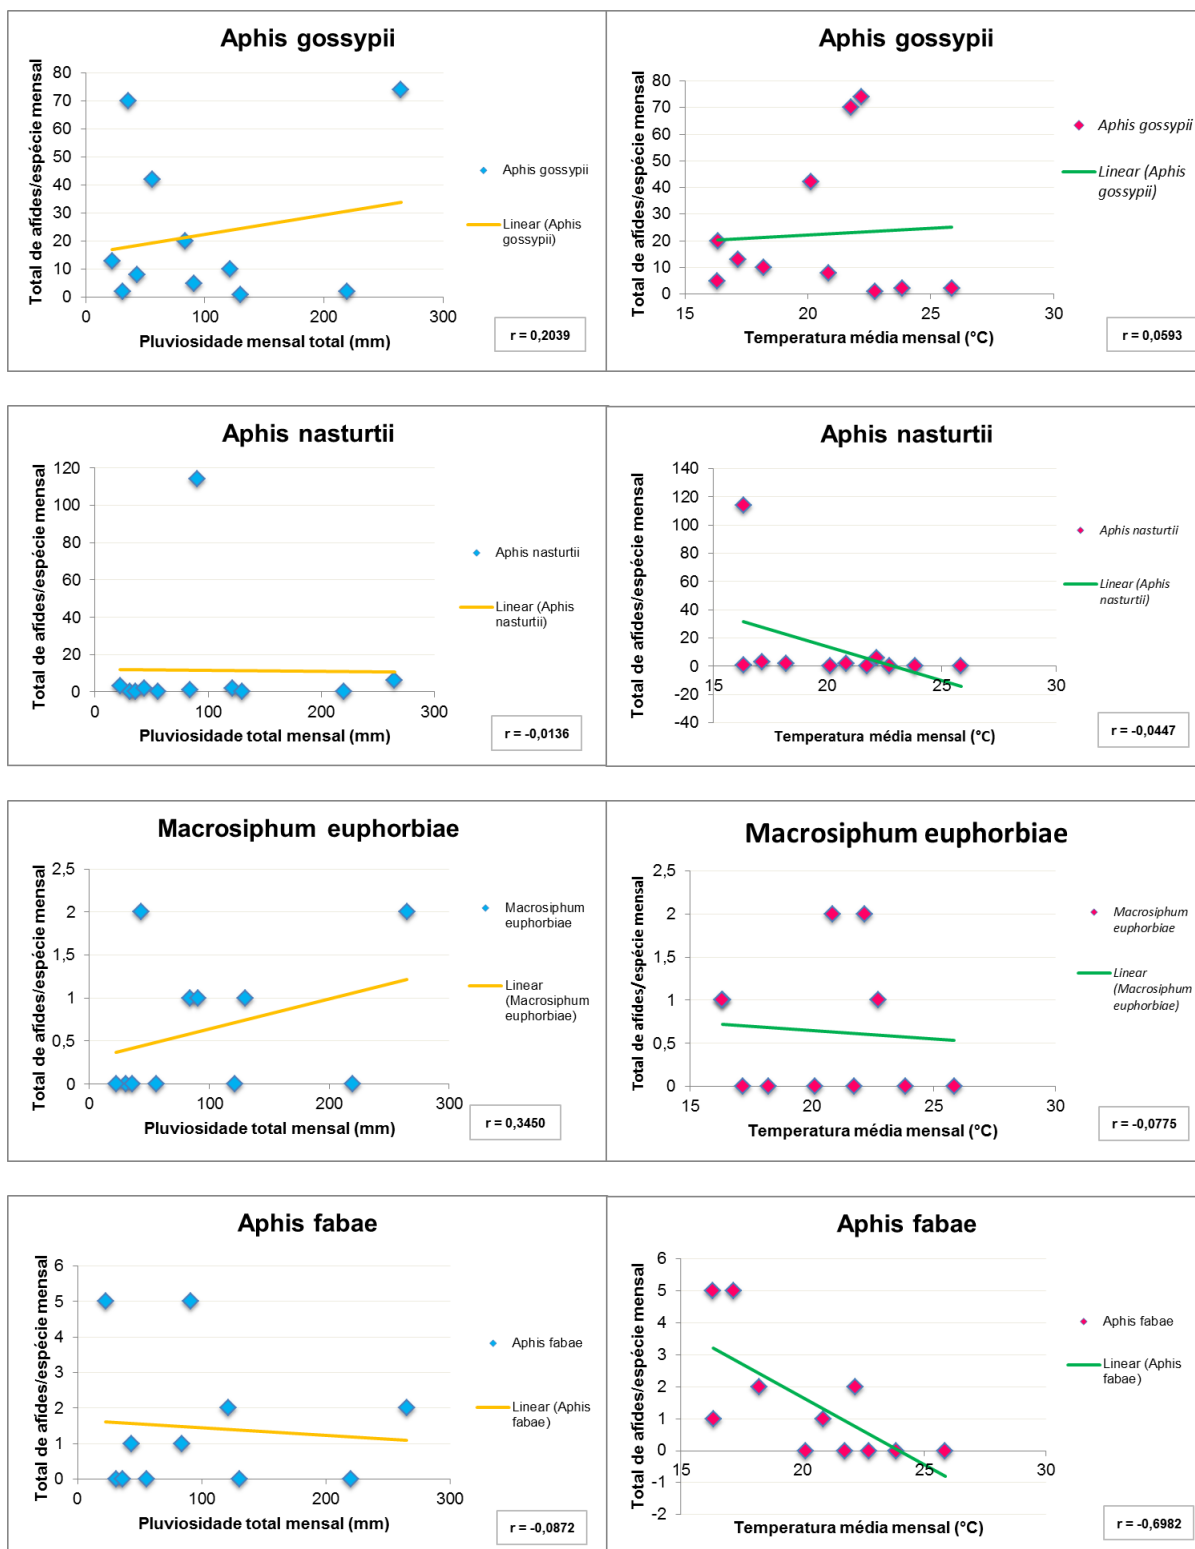 Aphis gossypii
Total de afides/espécie mensal
80
70
60
50
40
30
20
10
0
0
100
200
300
Pluviosidade mensal total (mm)
Aphis gossypii
Linear (Aphis
gossypii)
r = 0,2039
Aphis gossypii
Total de afides/espécie mensal
80
70
60
50
40
30
20
10
0
15
20
25
30
Temperatura média mensal (°C)
Aphis gossypii
Linear (Aphis
gossypii)
r = 0,0593
Aphis nasturtii
Total de afides/espécie mensal
120
100
80
60
40
20
0
0
100
200
300
Pluviosidade total mensal (mm)
Aphis nasturtii
Linear (Aphis
nasturtii)
r = -0,0136
Aphis nasturtii
Total de afides/espécie mensal
140
120
100
80
60
40
20
0
-20
-40
15
20
25
30
Temperatura média mensal (°C)
Aphis nasturtii
Linear (Aphis
nasturtii)
r = -0,0447
Macrosiphum euphorbiae
Total de afides/espécie mensal
2,5
2
1,5
1
0,5
0
0
100
200
300
Pluviosidade total mensal (mm)
Macrosiphum
euphorbiae
Linear
(Macrosiphum
euphorbiae)
r = 0,3450
Macrosiphum euphorbiae
Total de afides/espécie mensal
2,5
2
1,5
1
0,5
0
15
20
25
30
Temperatura média mensal (°C)
Macrosiphum
euphorbiae
Linear
(Macrosiphum
euphorbiae)
r = -0,0775
Aphis fabae
Total de afides/espécie mensal
6
5
4
3
2
1
0
0
100
200
300
Pluviosidade total mensal (mm)
Aphis fabae
Linear (Aphis
fabae)
r = -0,0872
Aphis fabae
Total de afides/espécie mensal
6
5
4
3
2
1
0
-1
-2
15
20
25
30
Temperatura média mensal (°C)
Aphis fabae
Linear (Aphis
fabae)
r = -0,6982